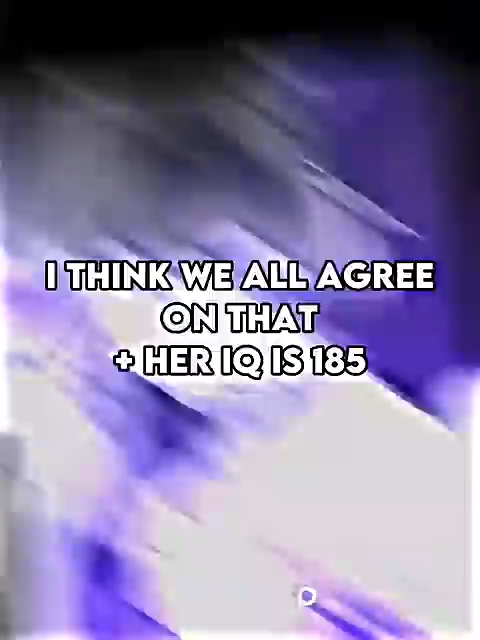 I THINK WE ALL AGREE
ON THAT
+ HER IQ IS 185